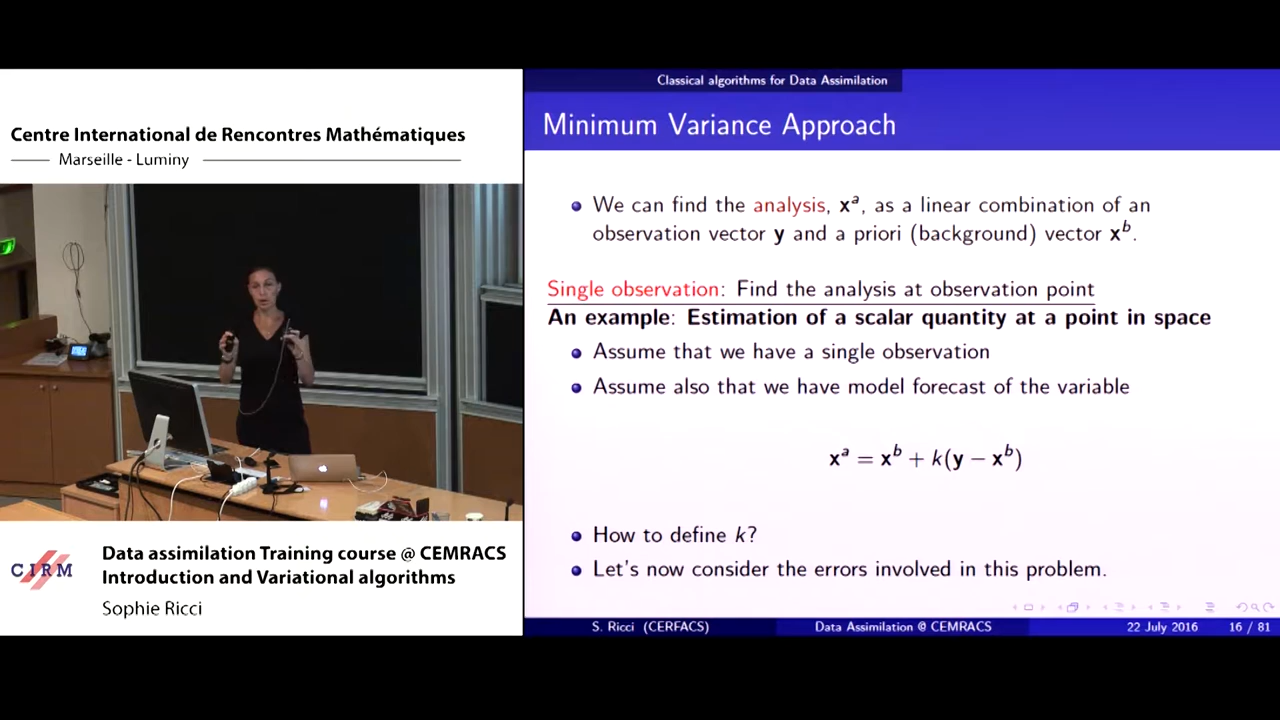 Centre International de Rencontres Mathématiques
Marseille - Luminy
CIRM
Data assimilation Training course @ CEMRACS
Introduction and Variational algorithms
Sophie Ricci
Classical algorithms for Data Assimilation
Minimum Variance Approach
We can find the analysis, xᵃ, as a linear combination of an
observation vector y and a priori (background) vector xᵇ.
Single observation: Find the analysis at observation point
An example: Estimation of a scalar quantity at a point in space
Assume that we have a single observation
Assume also that we have model forecast of the variable
xᵃ = xᵇ + k(y − xᵇ)
How to define k?
Let's now consider the errors involved in this problem.
S. Ricci (CERFACS) Data Assimilation @ CEMRACS 22 July 2016 16 / 81